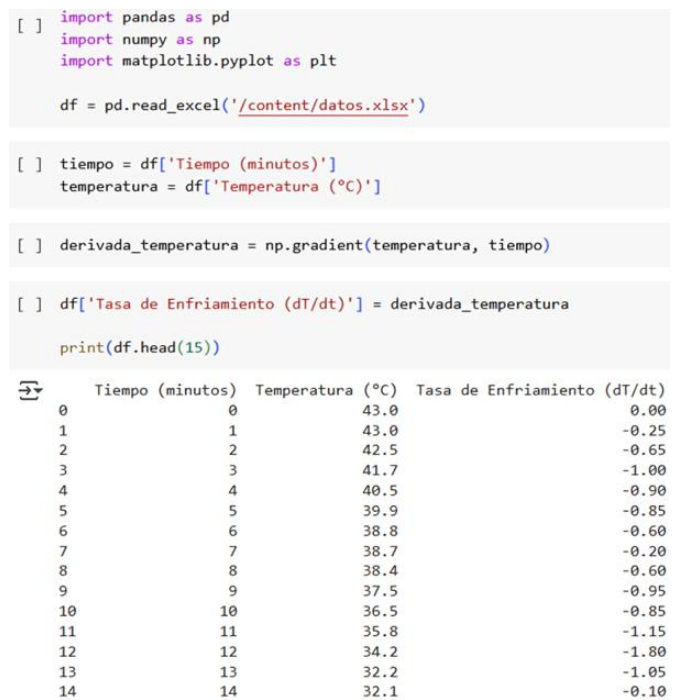 [ ] import pandas as pd
import numpy as np
import matplotlib.pyplot as plt
df = pd.read_excel('/content/datos.xlsx')
[ ] tiempo = df['Tiempo (minutos)']
temperatura = df['Temperatura (°C)']
[ ] derivada_temperatura = np.gradient(temperatura, tiempo)
[ ] df['Tasa de Enfriamiento (dT/dt)'] = derivada_temperatura
print(df.head(15))
Tiempo (minutos) Temperatura (°C) Tasa de Enfriamiento (dT/dt)
0 0 43.0 0.00
1 1 43.0 -0.25
2 2 42.5 -0.65
3 3 41.7 -1.00
4 4 40.5 -0.90
5 5 39.9 -0.85
6 6 38.8 -0.60
7 7 38.7 -0.20
8 8 38.4 -0.60
9 9 37.5 -0.95
10 10 36.5 -0.85
11 11 35.8 -1.15
12 12 34.2 -1.80
13 13 32.2 -1.05
14 14 32.1 -0.10